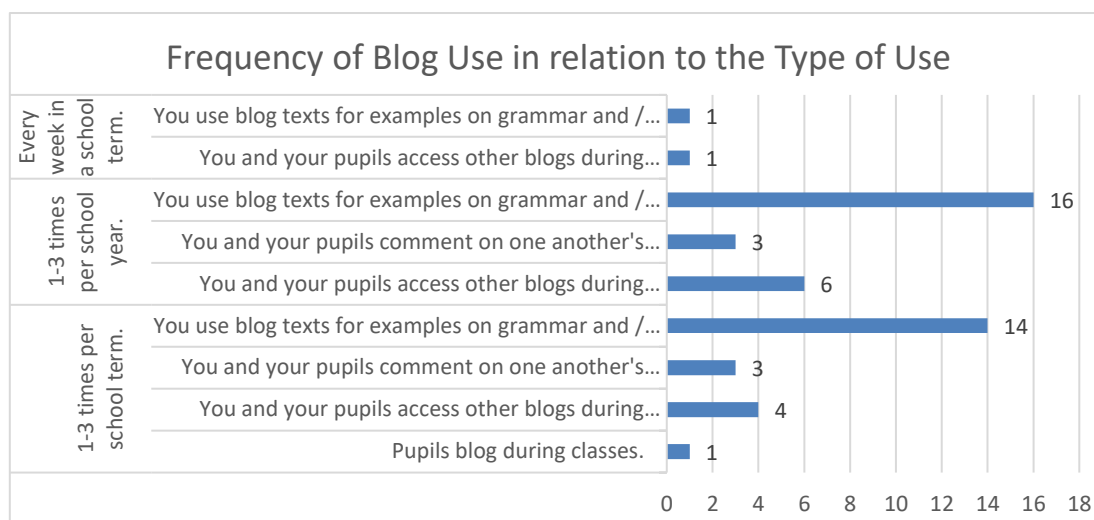 Frequency of Blog Use in relation to the Type of Use
Every
week in
a school
term.
You use blog texts for examples on grammar and /...
1
You and your pupils access other blogs during...
1
1-3 times
per school
year.
You use blog texts for examples on grammar and /...
16
You and your pupils comment on one another's...
3
You and your pupils access other blogs during...
6
1-3 times per
school term.
You use blog texts for examples on grammar and /...
14
You and your pupils comment on one another's...
3
You and your pupils access other blogs during...
4
Pupils blog during classes.
1
0 2 4 6 8 10 12 14 16 18